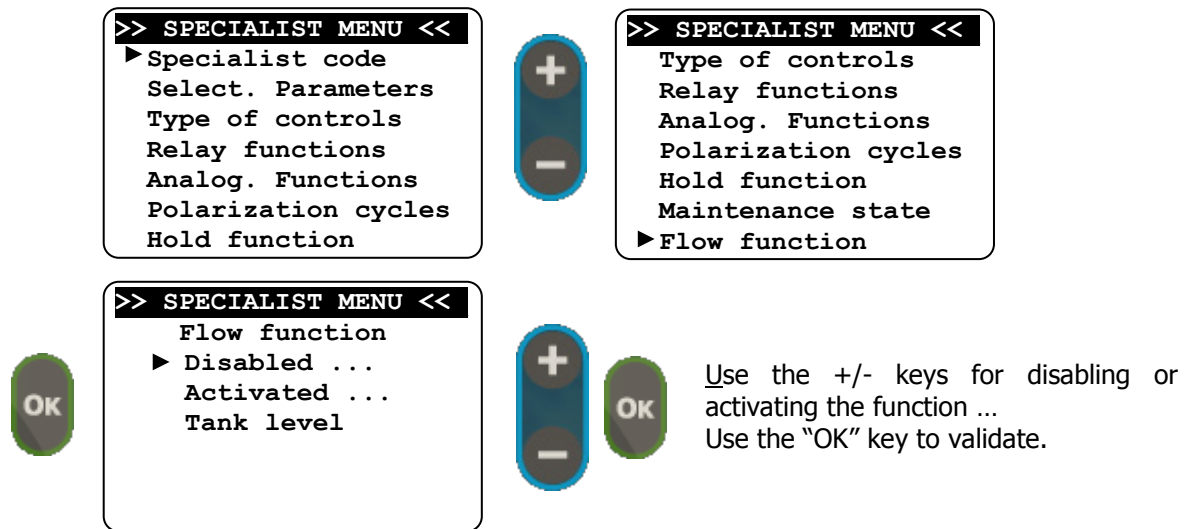 >> SPECIALIST MENU <<
►Specialist code
Select. Parameters
Type of controls
Relay functions
Analog. Functions
Polarization cycles
Hold function
+
-
>> SPECIALIST MENU <<
Type of controls
Relay functions
Analog. Functions
Polarization cycles
Hold function
Maintenance state
►Flow function
OK
>> SPECIALIST MENU <<
Flow function
► Disabled ...
Activated ...
Tank level
+
-
OK
Use the +/- keys for disabling or
activating the function ...
Use the “OK” key to validate.